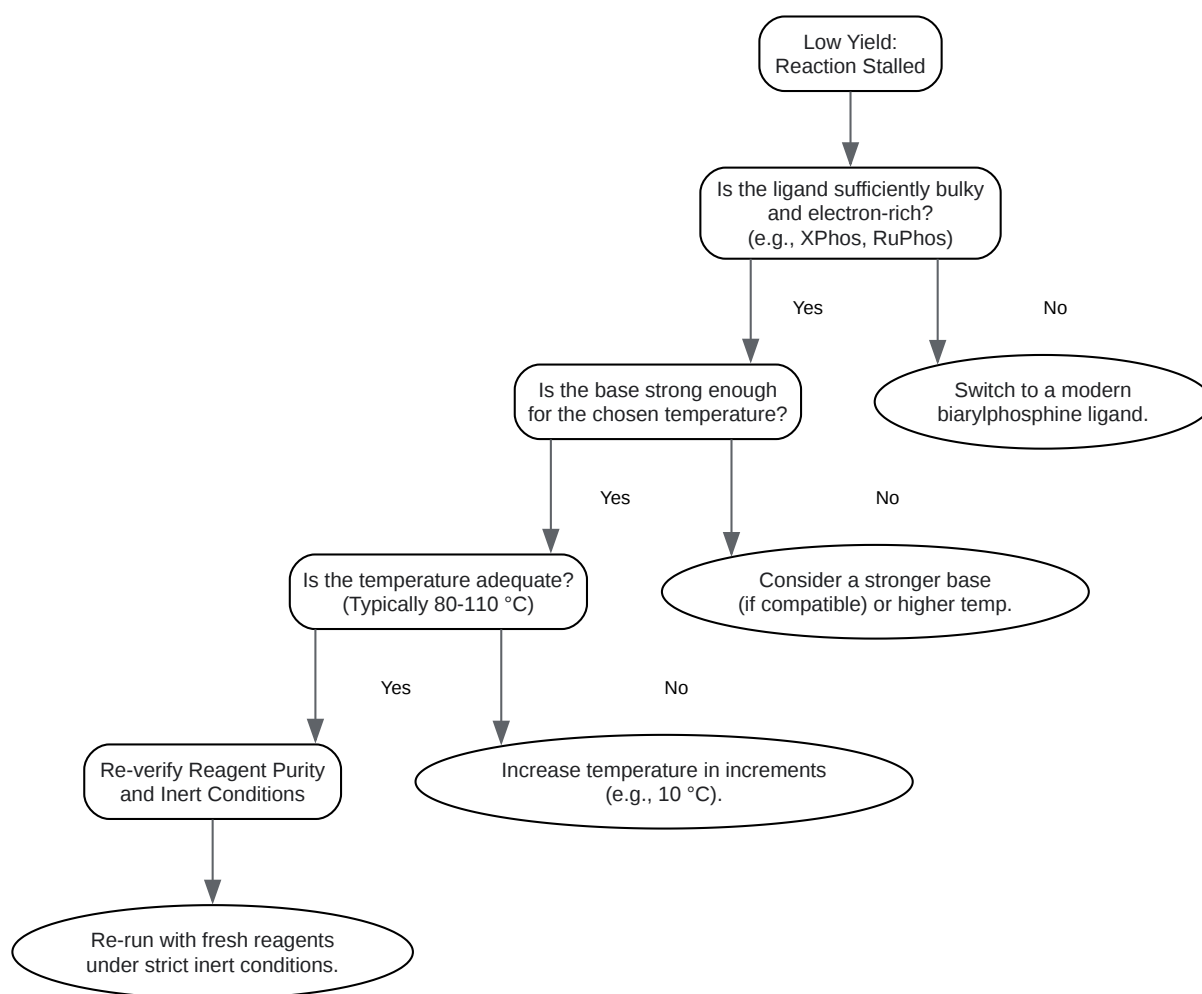 Low Yield:
Reaction Stalled
Is the ligand sufficiently bulky
and electron-rich?
(e.g., XPhos, RuPhos)
Yes
No
Is the base strong enough
for the chosen temperature?
Switch to a modern
biarylphosphine ligand.
Yes
No
Is the temperature adequate?
(Typically 80-110 °C)
Consider a stronger base
(if compatible) or higher temp.
Yes
No
Re-verify Reagent Purity
and Inert Conditions
Increase temperature in increments
(e.g., 10 °C).
Re-run with fresh reagents
under strict inert conditions.